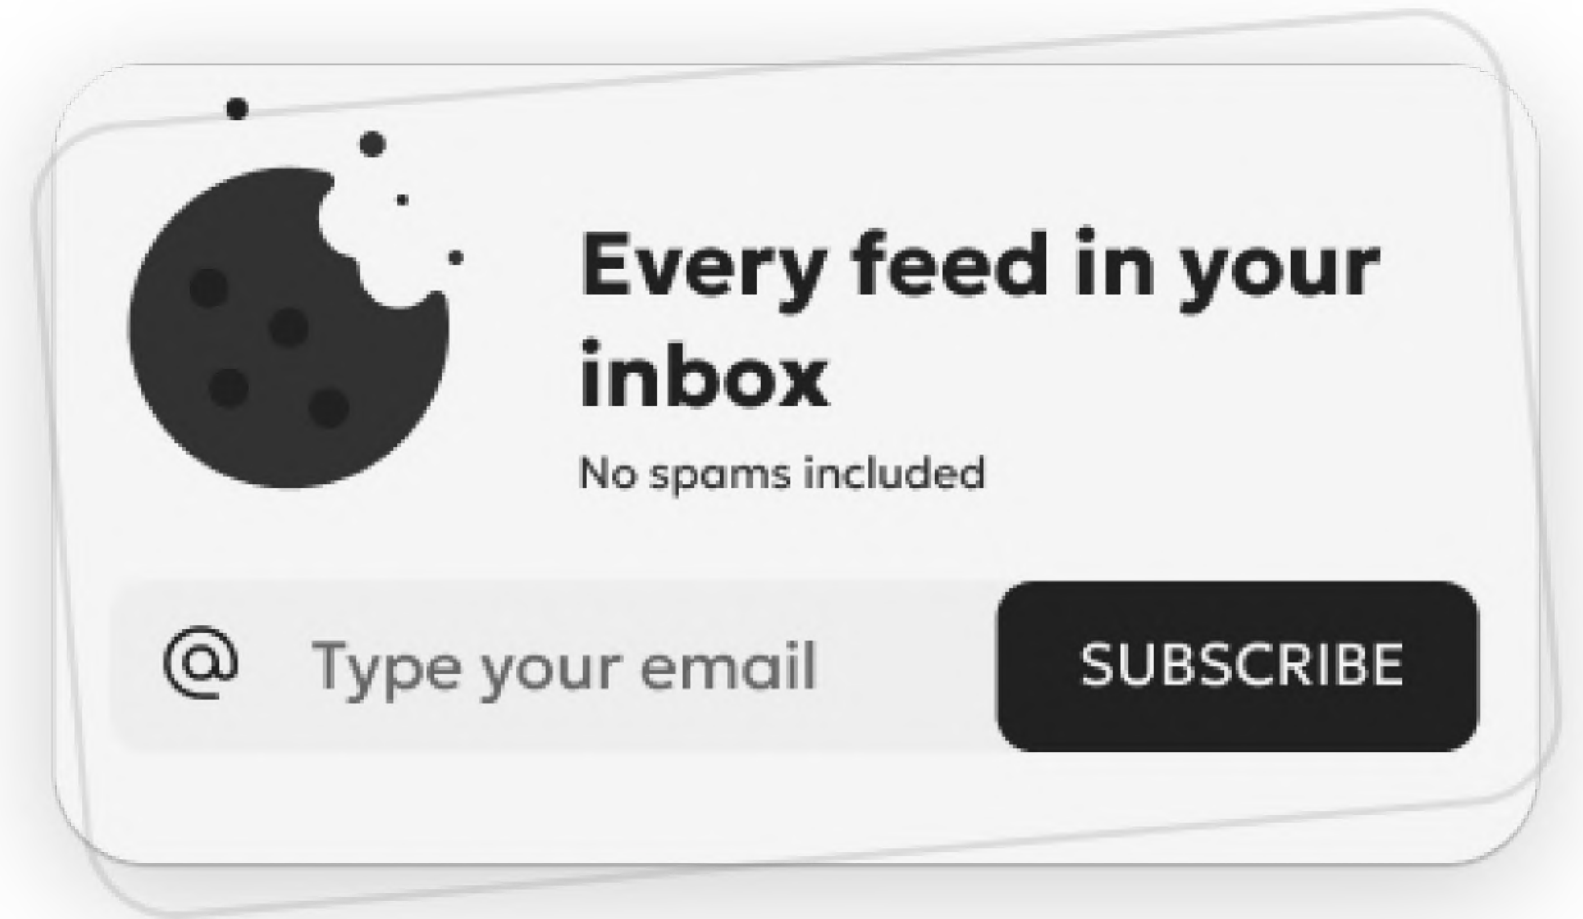 Every feed in your
inbox
No spams included
@ Type your email
SUBSCRIBE